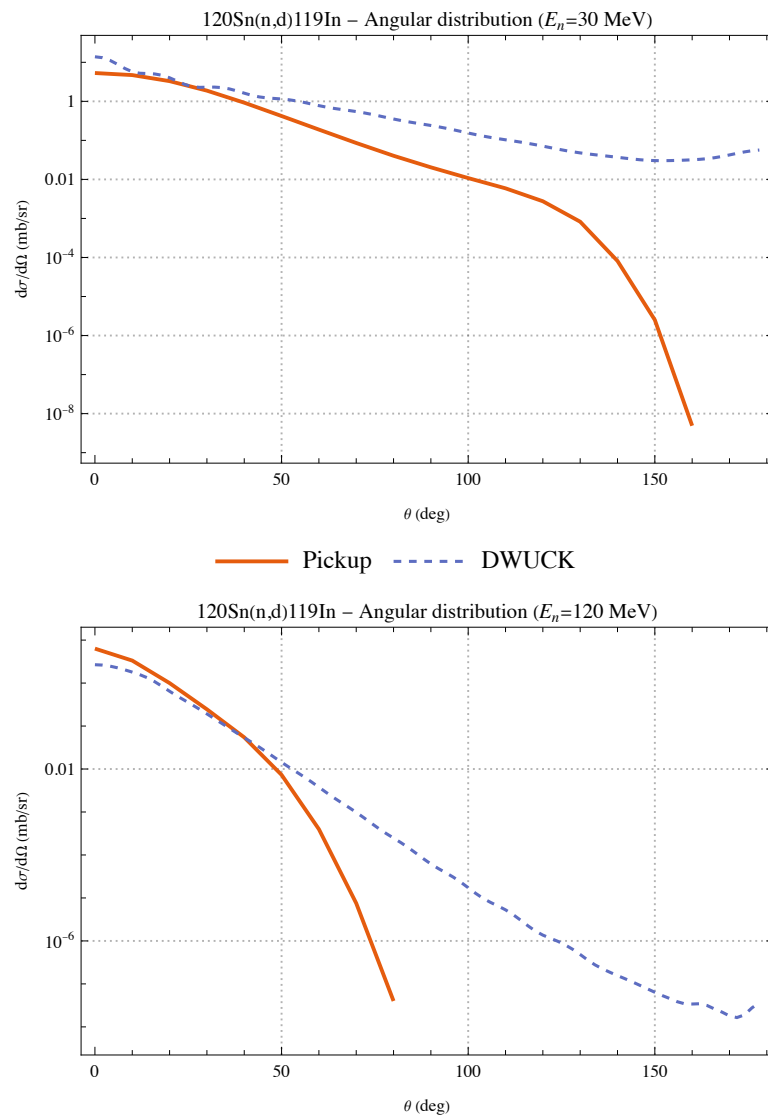 120Sn(n,d)119In – Angular distribution (Eₙ=30 MeV)
1
0.01
10⁻⁴
10⁻⁶
10⁻⁸
dσ/dΩ (mb/sr)
0 50 100 150
θ (deg)
Pickup DWUCK
120Sn(n,d)119In – Angular distribution (Eₙ=120 MeV)
0.01
10⁻⁶
dσ/dΩ (mb/sr)
0 50 100 150
θ (deg)